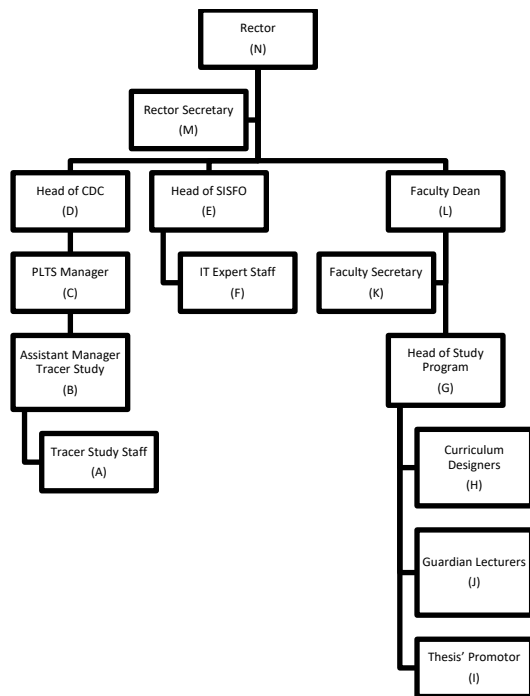 Rector
(N)
Rector Secretary
(M)
Head of CDC
(D)
Head of SISFO
(E)
Faculty Dean
(L)
PLTS Manager
(C)
IT Expert Staff
(F)
Faculty Secretary
(K)
Assistant Manager
Tracer Study
(B)
Head of Study
Program
(G)
Tracer Study Staff
(A)
Curriculum
Designers
(H)
Guardian Lecturers
(J)
Thesis’ Promotor
(I)